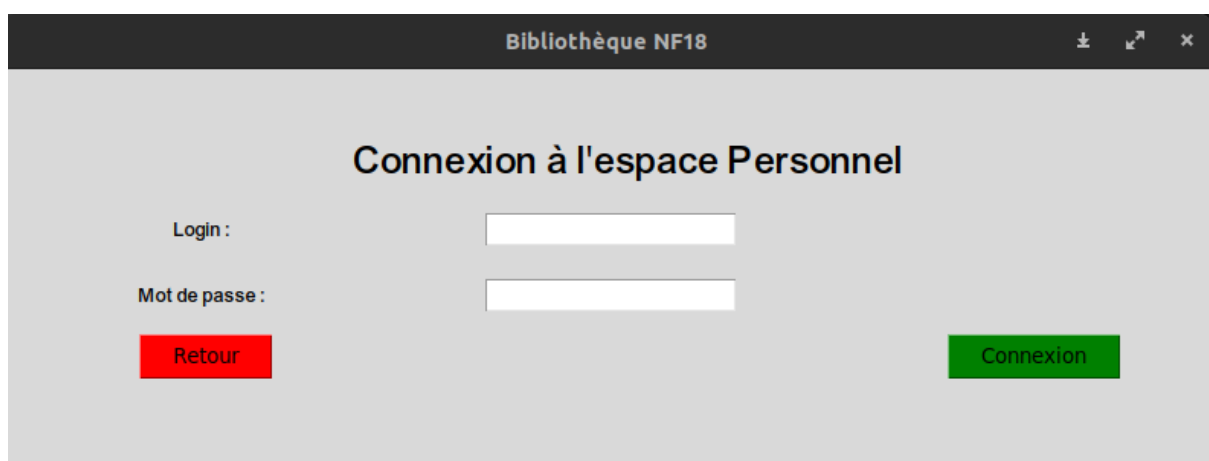 Bibliothèque NF18
Connexion à l'espace Personnel
Login :
Mot de passe :
Retour
Connexion